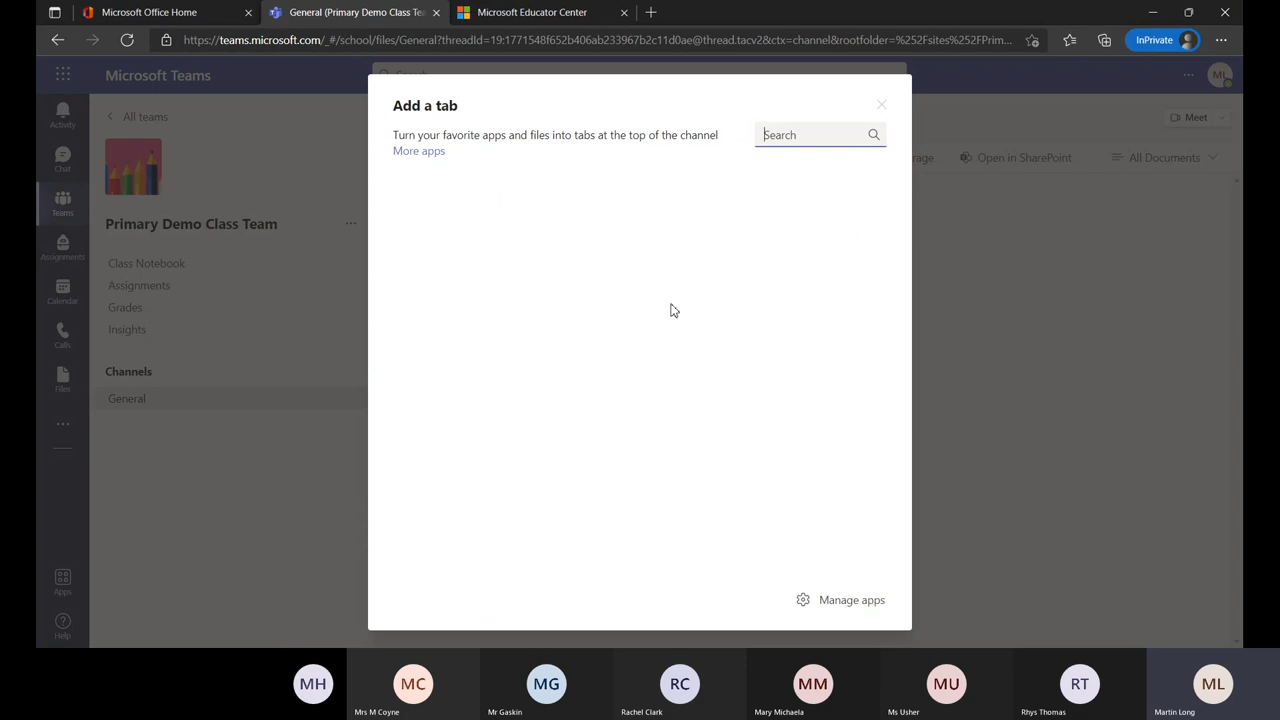 Microsoft Office Home
General (Primary Demo Class Te
Microsoft Educator Center
https://teams.microsoft.com/_#/school/files/General?threadId=19:1771548f652b406ab233967b2c11d0ae@thread.tacv2&ctx=channel&rootfolder=%252Fsites%252FPrim...
InPrivate
Microsoft Teams
Search
ML
Activity
Chat
Teams
Assignments
Calendar
Calls
Files
Apps
Help
All teams
Primary Demo Class Team
Class Notebook
Assignments
Grades
Insights
Channels
General
Add a tab
Turn your favorite apps and files into tabs at the top of the channel
More apps
Search
Manage apps
Meet
Open in SharePoint
All Documents
MH
MC
Mrs M Coyne
MG
Mr Gaskin
RC
Rachel Clark
MM
Mary Michaela
MU
Ms Usher
RT
Rhys Thomas
ML
Martin Long